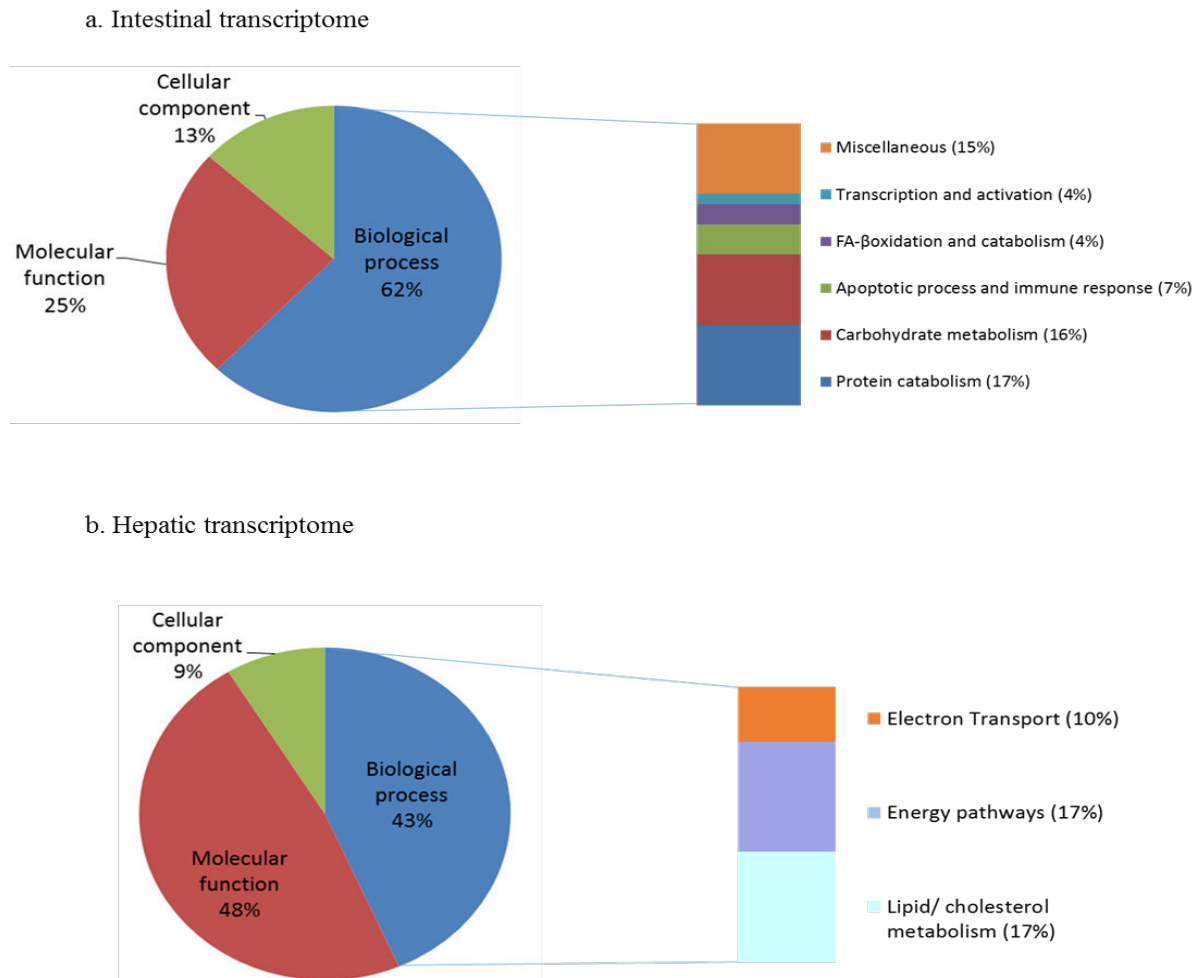 a. Intestinal transcriptome
Cellular
component
13%
Molecular
function
25%
Biological
process
62%
Miscellaneous (15%)
Transcription and activation (4%)
FA-βoxidation and catabolism (4%)
Apoptotic process and immune response (7%)
Carbohydrate metabolism (16%)
Protein catabolism (17%)
b. Hepatic transcriptome
Cellular
component
9%
Biological
process
43%
Molecular
function
48%
Electron Transport (10%)
Energy pathways (17%)
Lipid/ cholesterol
metabolism (17%)